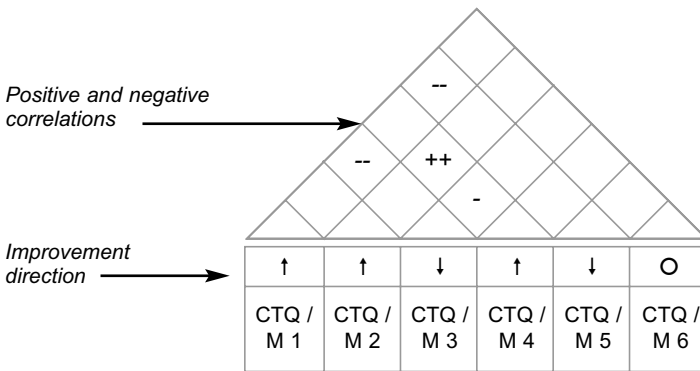 --
Positive and negative
correlations
-- ++
-
Improvement
direction
↑ ↑ ↓ ↑ ↓ O
CTQ / CTQ / CTQ / CTQ / CTQ / CTQ /
M 1 M 2 M 3 M 4 M 5 M 6